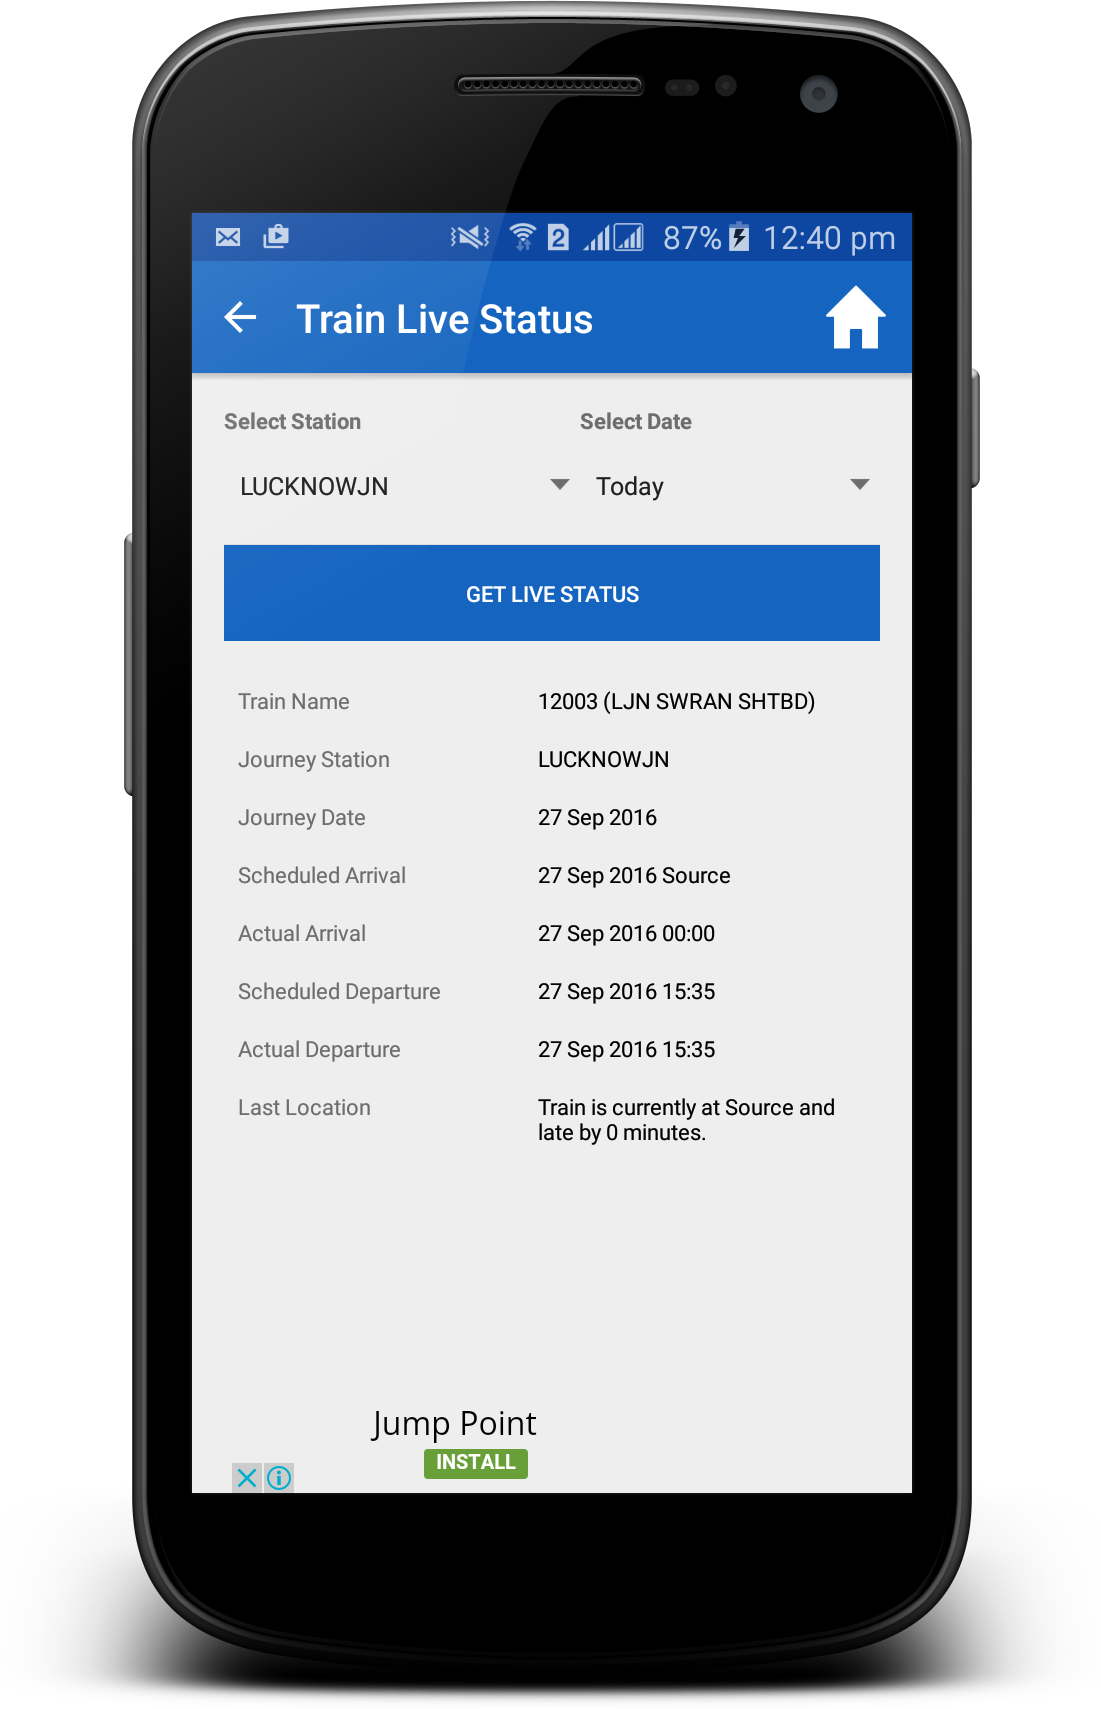 2 87% 12:40 pm
Train Live Status
Select Station Select Date
LUCKNOWJN Today
GET LIVE STATUS
Train Name 12003 (LJN SWRAN SHTBD)
Journey Station LUCKNOWJN
Journey Date 27 Sep 2016
Scheduled Arrival 27 Sep 2016 Source
Actual Arrival 27 Sep 2016 00:00
Scheduled Departure 27 Sep 2016 15:35
Actual Departure 27 Sep 2016 15:35
Last Location Train is currently at Source and
late by 0 minutes.
Jump Point
INSTALL